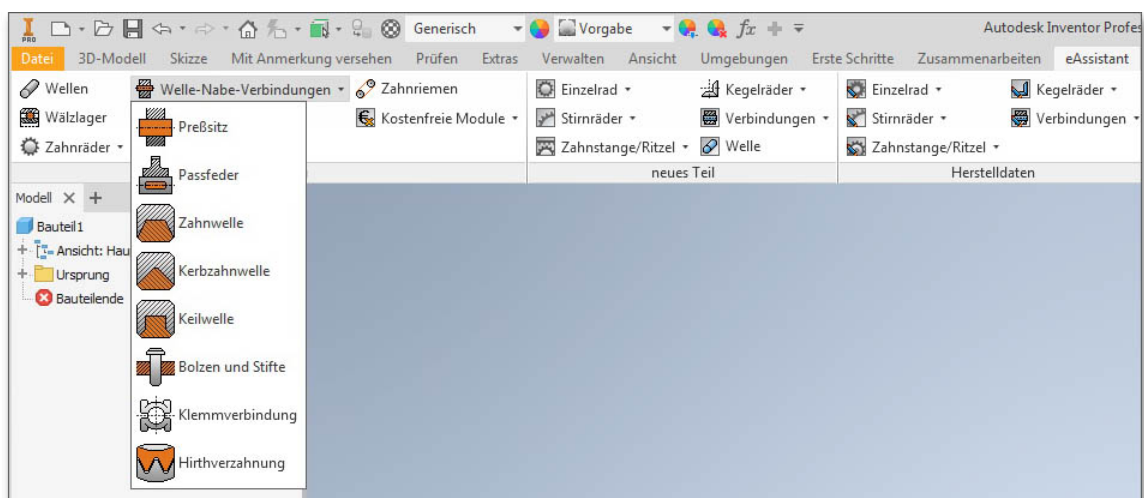 PRO Generisch Vorgabe fx Autodesk Inventor Profes
Datei 3D-Modell Skizze Mit Anmerkung versehen Prüfen Extras Verwalten Ansicht Umgebungen Erste Schritte Zusammenarbeiten eAssistant
Wellen Welle-Nabe-Verbindungen Zahnriemen Einzelrad Kegelräder Einzelrad Kegelräder
Wälzlager Kostenfreie Module Stirnräder Verbindungen Stirnräder Verbindungen
Zahnräder Zahnstange/Ritzel Welle Zahnstange/Ritzel
neues Teil Herstelldaten
Preßsitz
Passfeder
Zahnwelle
Kerbzahnwelle
Keilwelle
Bolzen und Stifte
Klemmverbindung
Hirthverzahnung
Modell
Bauteil1
Ansicht: Hau
Ursprung
Bauteilende